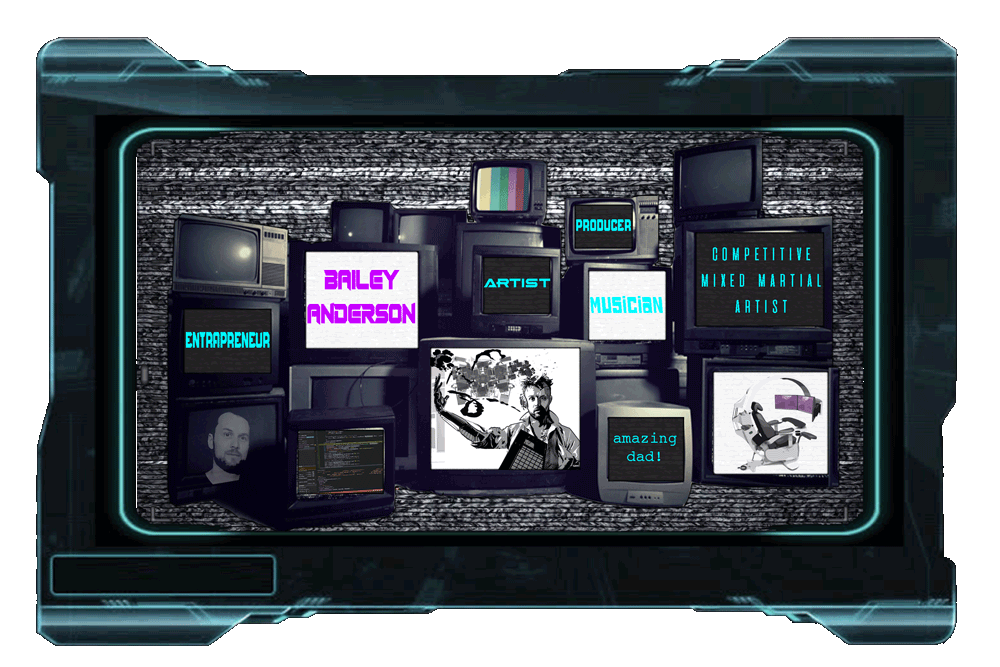 PRODUCER
COMPETITIVE
MIXED MARTIAL
ARTIST
BAILEY
ANDERSON
ARTIST
MUSICIAN
ENTRAPRENEUR
amazing
dad!